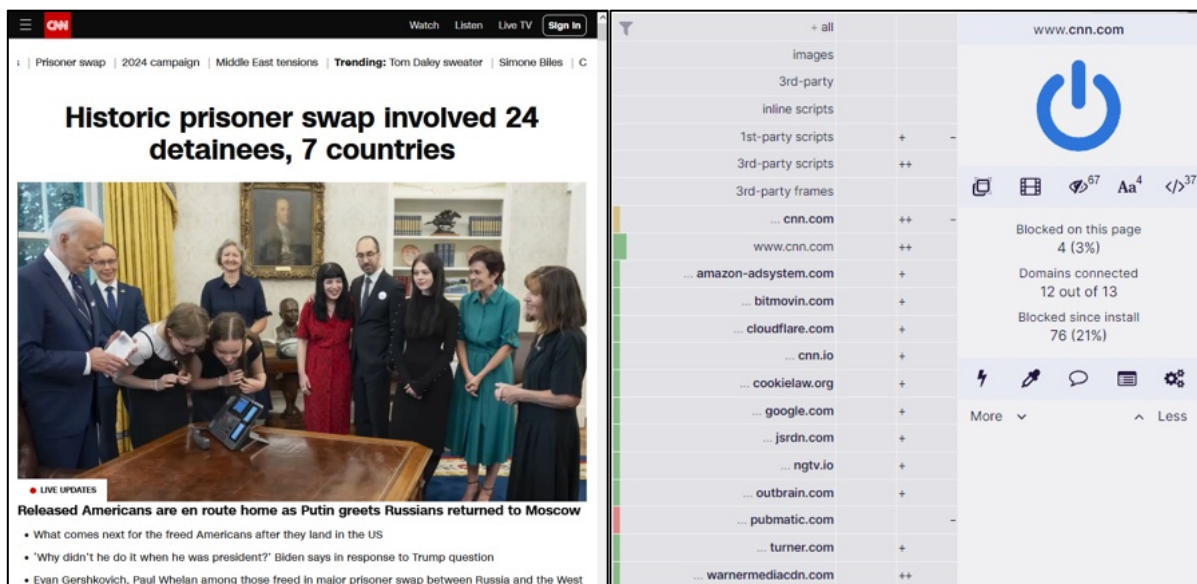 CNN
Watch Listen Live TV Sign In
Prisoner swap | 2024 campaign | Middle East tensions | Trending: Tom Daley sweater | Simone Biles | C
Historic prisoner swap involved 24
detainees, 7 countries
LIVE UPDATES
Released Americans are en route home as Putin greets Russians returned to Moscow
• What comes next for the freed Americans after they land in the US
• 'Why didn't he do it when he was president?' Biden says in response to Trump question
• Evan Gershkovich, Paul Whelan among those freed in major prisoner swap between Russia and the West
+ all
images
3rd-party
inline scripts
1st-party scripts + −
3rd-party scripts ++
3rd-party frames
... cnn.com ++ −
www.cnn.com ++
... amazon-adsystem.com +
... bitmovin.com +
... cloudflare.com +
... cnn.io +
... cookielaw.org +
... google.com +
... jsrdn.com +
... ngtv.io +
... outbrain.com +
... pubmatic.com −
... turner.com +
... warnermediacdn.com ++
www.cnn.com
67 Aa 4 </> 37
Blocked on this page
4 (3%)
Domains connected
12 out of 13
Blocked since install
76 (21%)
More Less